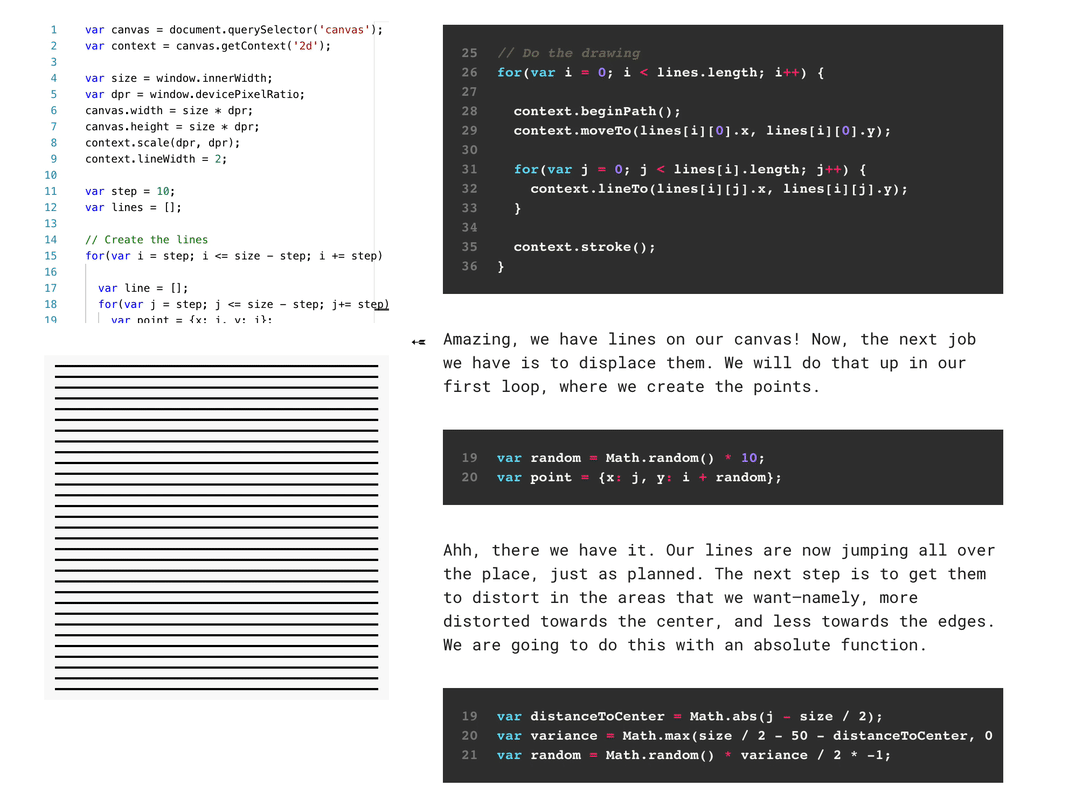 1 var canvas = document.querySelector('canvas');
2 var context = canvas.getContext('2d');
3
4 var size = window.innerWidth;
5 var dpr = window.devicePixelRatio;
6 canvas.width = size * dpr;
7 canvas.height = size * dpr;
8 context.scale(dpr, dpr);
9 context.lineWidth = 2;
10
11 var step = 10;
12 var lines = [];
13
14 // Create the lines
15 for(var i = step; i <= size - step; i += step)
16
17 var line = [];
18 for(var j = step; j <= size - step; j+= step)
19 var point = {x: j, y: i};
25 // Do the drawing
26 for(var i = 0; i < lines.length; i++) {
27
28 context.beginPath();
29 context.moveTo(lines[i][0].x, lines[i][0].y);
30
31 for(var j = 0; j < lines[i].length; j++) {
32 context.lineTo(lines[i][j].x, lines[i][j].y);
33 }
34
35 context.stroke();
36 }
Amazing, we have lines on our canvas! Now, the next job
we have is to displace them. We will do that up in our
first loop, where we create the points.
19 var random = Math.random() * 10;
20 var point = {x: j, y: i + random};
Ahh, there we have it. Our lines are now jumping all over
the place, just as planned. The next step is to get them
to distort in the areas that we want—namely, more
distorted towards the center, and less towards the edges.
We are going to do this with an absolute function.
19 var distanceToCenter = Math.abs(j - size / 2);
20 var variance = Math.max(size / 2 - 50 - distanceToCenter, 0
21 var random = Math.random() * variance / 2 * -1;